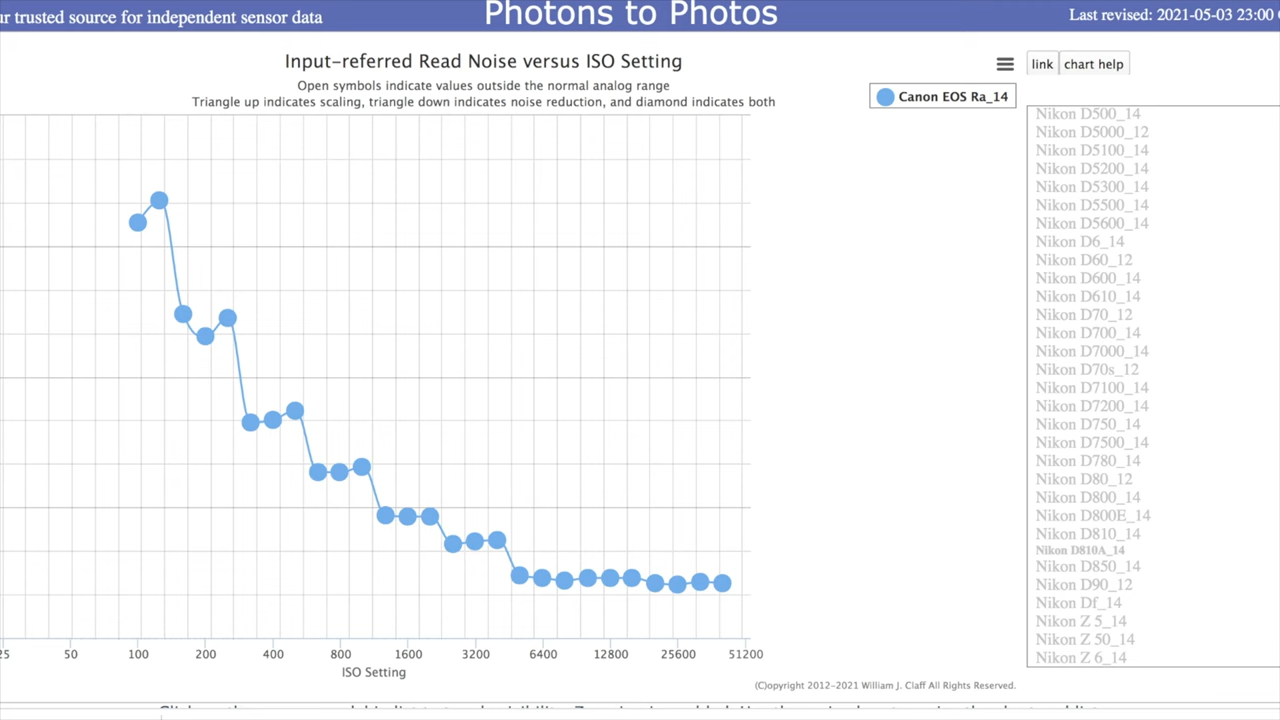 ur trusted source for independent sensor data
Photons to Photos
Last revised: 2021-05-03 23:00
Input-referred Read Noise versus ISO Setting
Open symbols indicate values outside the normal analog range
Triangle up indicates scaling, triangle down indicates noise reduction, and diamond indicates both
link
chart help
Canon EOS Ra_14
Nikon D500_14
Nikon D5000_12
Nikon D5100_14
Nikon D5200_14
Nikon D5300_14
Nikon D5500_14
Nikon D5600_14
Nikon D6_14
Nikon D60_12
Nikon D600_14
Nikon D610_14
Nikon D70_12
Nikon D700_14
Nikon D7000_14
Nikon D70s_12
Nikon D7100_14
Nikon D7200_14
Nikon D750_14
Nikon D7500_14
Nikon D780_14
Nikon D80_12
Nikon D800_14
Nikon D800E_14
Nikon D810_14
Nikon D810A_14
Nikon D850_14
Nikon D90_12
Nikon Df_14
Nikon Z 5_14
Nikon Z 50_14
Nikon Z 6_14
25 50 100 200 400 800 1600 3200 6400 12800 25600 51200
ISO Setting
(C)opyright 2012-2021 William J. Claff All Rights Reserved.